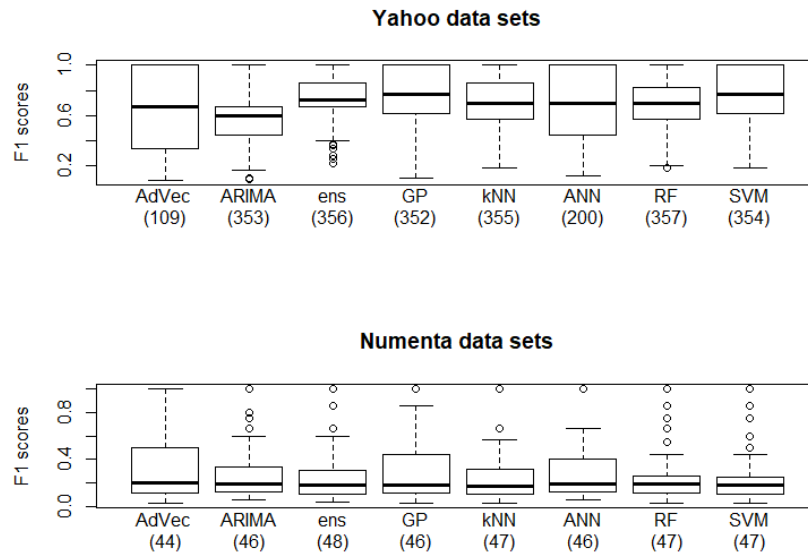 Yahoo data sets
F1 scores
1.0
0.6
0.2
AdVec ARIMA ens GP kNN ANN RF SVM
(109) (353) (356) (352) (355) (200) (357) (354)
Numenta data sets
F1 scores
0.8
0.4
0.0
AdVec ARIMA ens GP kNN ANN RF SVM
(44) (46) (48) (46) (47) (46) (47) (47)